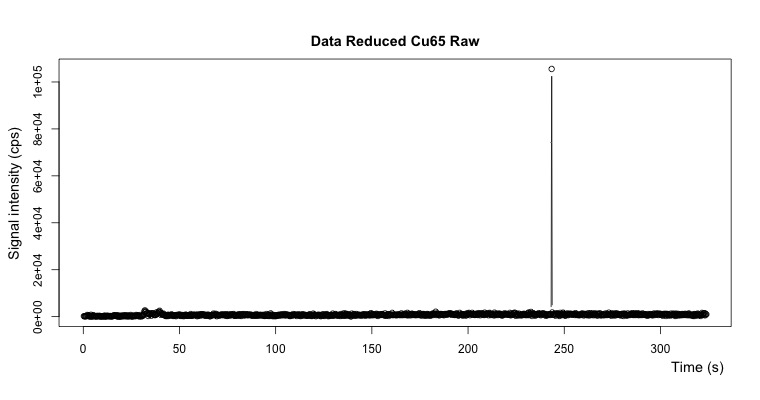 Data Reduced Cu65 Raw
Signal intensity (cps)
1e+05
8e+04
6e+04
4e+04
2e+04
0e+00
0 50 100 150 200 250 300
Time (s)